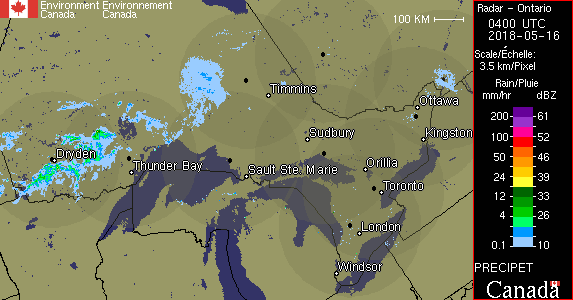 Environment Environnement
Canada Canada
100 KM
Timmins
Ottawa
Sudbury
Kingston
Dryden
Thunder Bay
Sault Ste. Marie
Orillia
Toronto
London
Windsor
Radar - Ontario
0400 UTC
2018-05-16
Scale/Échelle:
3.5 km/Pixel
Rain/Pluie
mm/hr dBZ
200 61
100 52
50 46
24 39
12 33
4 26
0.1 10
PRECIPET
Canada